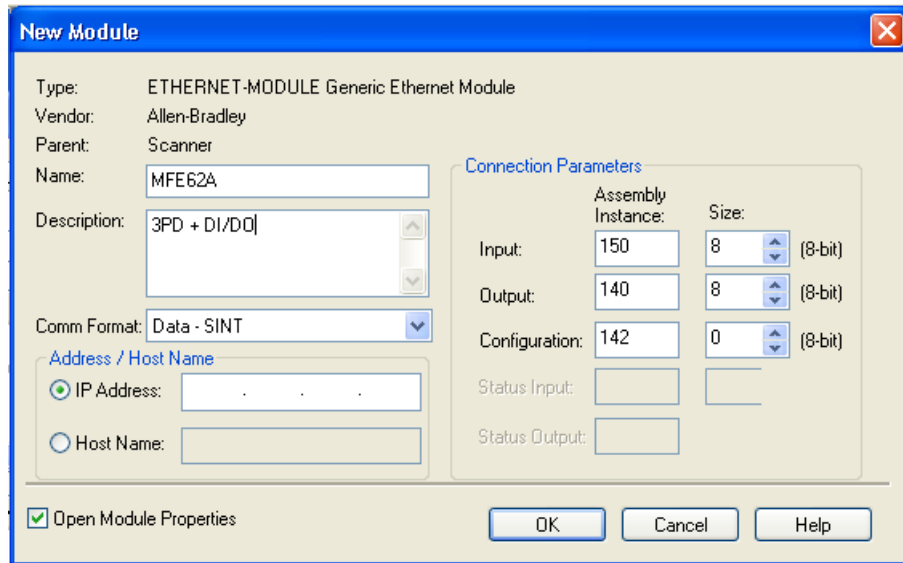 New Module
Type: ETHERNET-MODULE Generic Ethernet Module
Vendor: Allen-Bradley
Parent: Scanner
Name: MFE62A
Description: 3PD + DI/DO
Comm Format: Data - SINT
Address / Host Name
IP Address: . . .
Host Name:
Connection Parameters
Assembly Instance: Size:
Input: 150 8 (8-bit)
Output: 140 8 (8-bit)
Configuration: 142 0 (8-bit)
Status Input:
Status Output:
Open Module Properties
OK Cancel Help